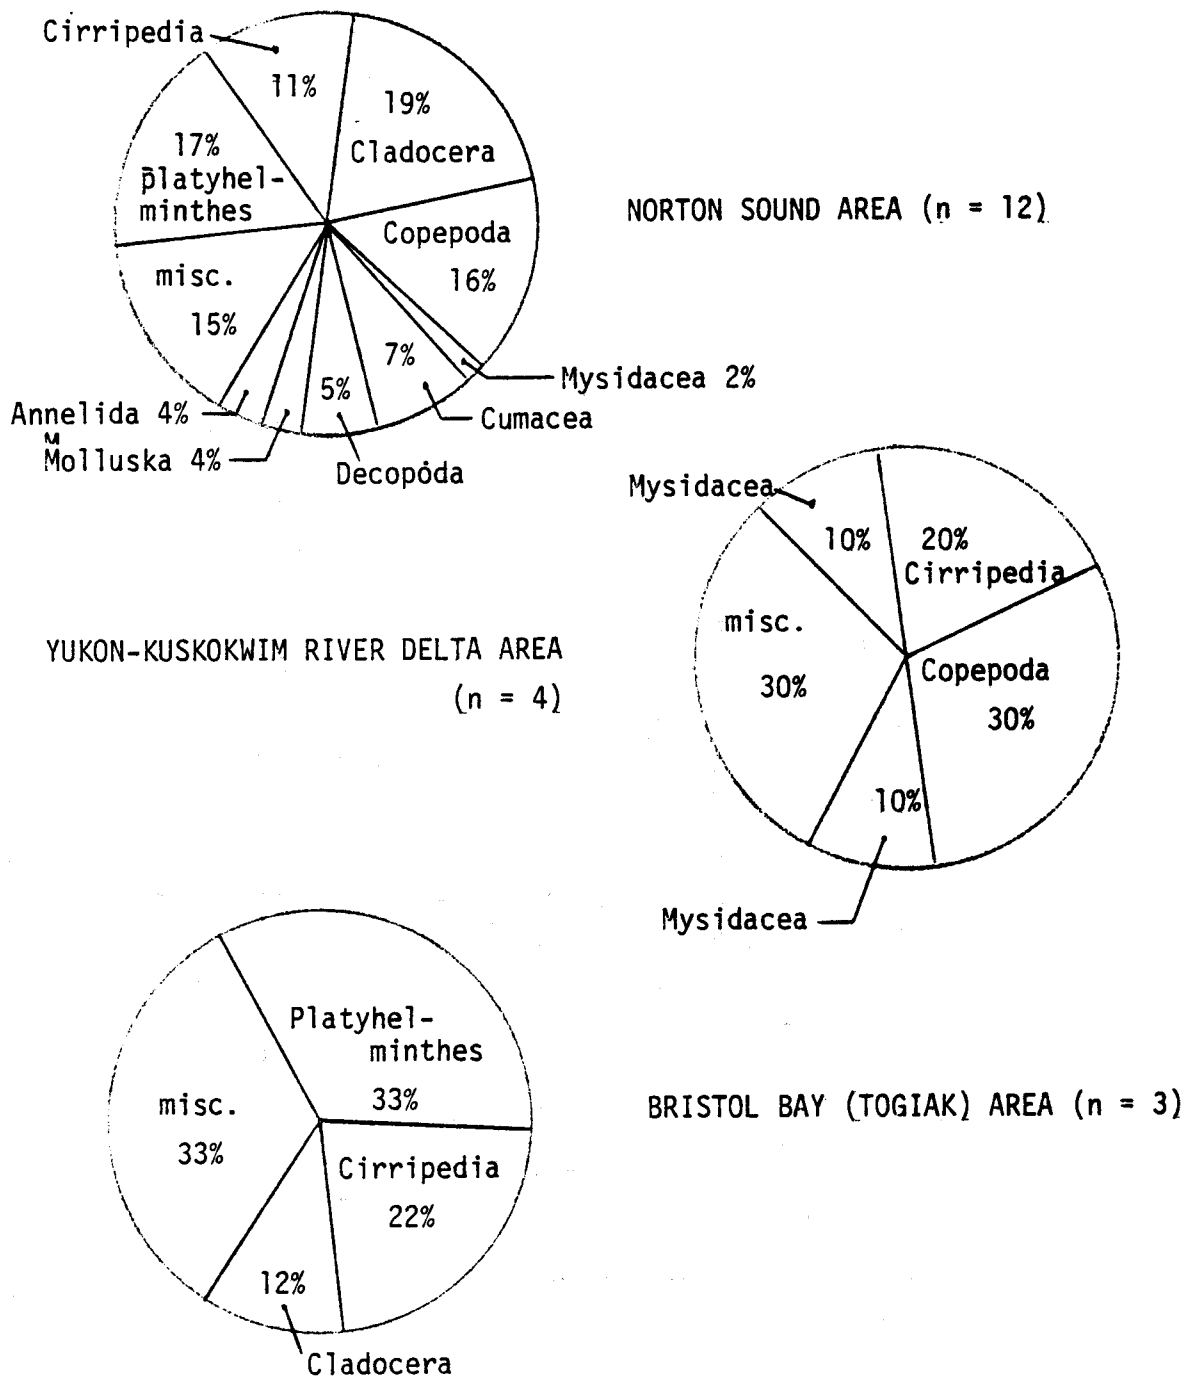 Cirripedia
11%
19%
Cladocera
17%
platyhel-
minthes
NORTON SOUND AREA (n = 12)
Copepoda
16%
misc.
15%
7%
5%
Mysidacea 2%
Annelida 4%
Cumacea
M
Molluska 4%
Decopoda
Mysidacea
10%
20%
Cirripedia
misc.
30%
YUKON-KUSKOKWIM RIVER DELTA AREA
(n = 4)
Copepoda
30%
10%
Mysidacea
Platyhel-
minthes
33%
misc.
33%
BRISTOL BAY (TOGIAK) AREA (n = 3)
Cirripedia
22%
12%
Cladocera